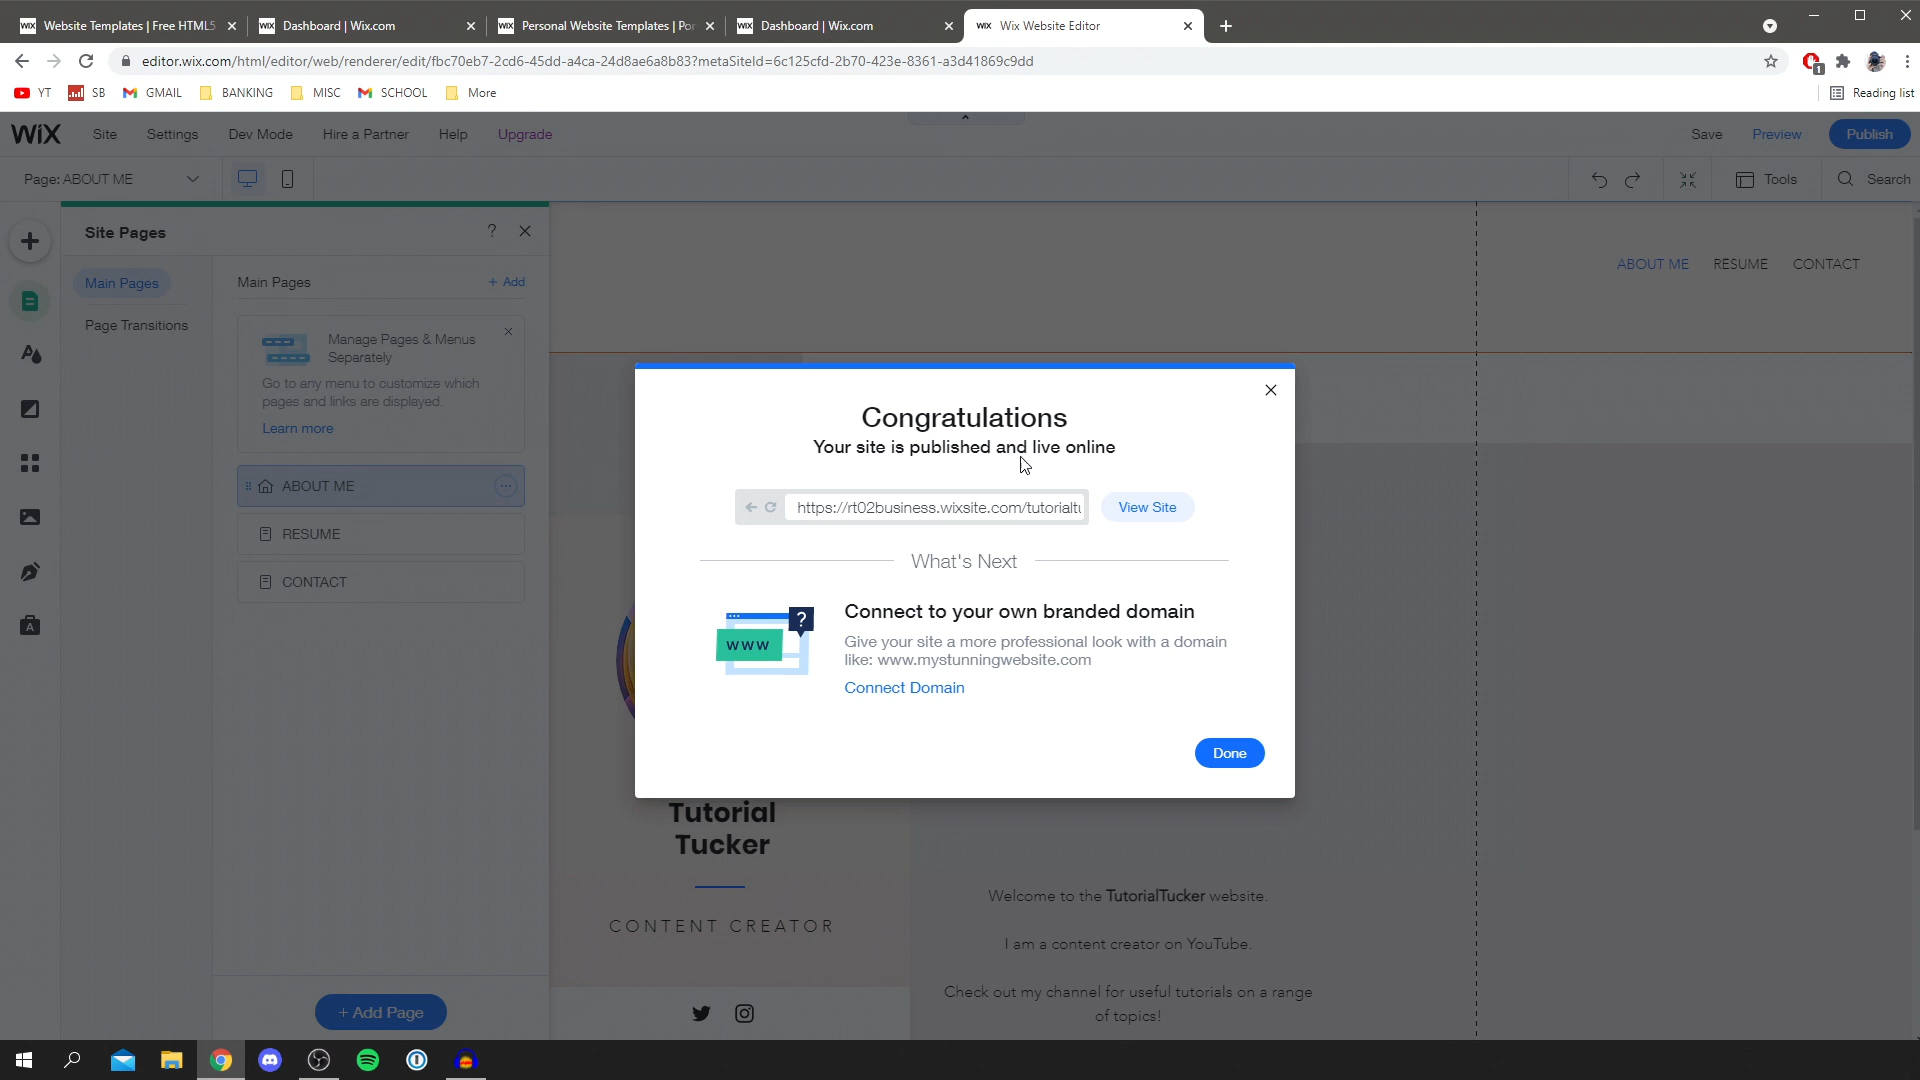 Website Templates | Free HTML5
Dashboard | Wix.com
Personal Website Templates | Por
Dashboard | Wix.com
Wix Website Editor
editor.wix.com/html/editor/web/renderer/edit/fbc70eb7-2cd6-45dd-a4ca-24d8ae6a8b83?metaSiteId=6c125cfd-2b70-423e-8361-a3d41869c9dd
1
YT
SB
GMAIL
BANKING
MISC
SCHOOL
More
Reading list
WiX
Site
Settings
Dev Mode
Hire a Partner
Help
Upgrade
Save
Preview
Publish
Page: ABOUT ME
Tools
Search
Site Pages
?
Main Pages
Page Transitions
Main Pages
+ Add
Manage Pages & Menus
Separately
Go to any menu to customize which
pages and links are displayed.
Learn more
ABOUT ME
RESUME
CONTACT
+ Add Page
ABOUT ME
RESUME
CONTACT
Congratulations
Your site is published and live online
https://rt02business.wixsite.com/tutorialtu
View Site
What's Next
?
www
Connect to your own branded domain
Give your site a more professional look with a domain
like: www.mystunningwebsite.com
Connect Domain
Done
Tutorial
Tucker
CONTENT CREATOR
Welcome to the TutorialTucker website.
I am a content creator on YouTube.
Check out my channel for useful tutorials on a range
of topics!